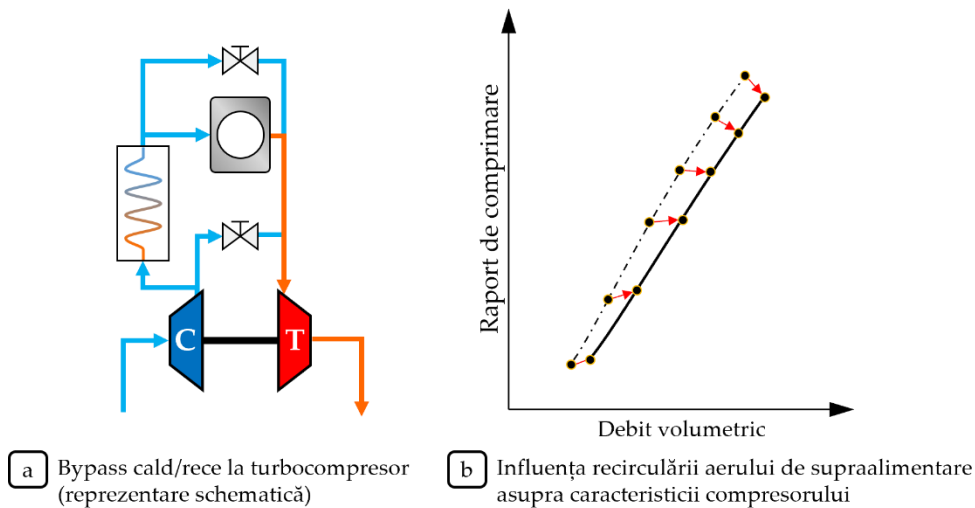 C
T
a
Bypass cald/rece la turbocompresor
(reprezentare schematică)
Raport de comprimare
Debit volumetric
b
Influența recirculării aerului de supraalimentare
asupra caracteristicii compresorului